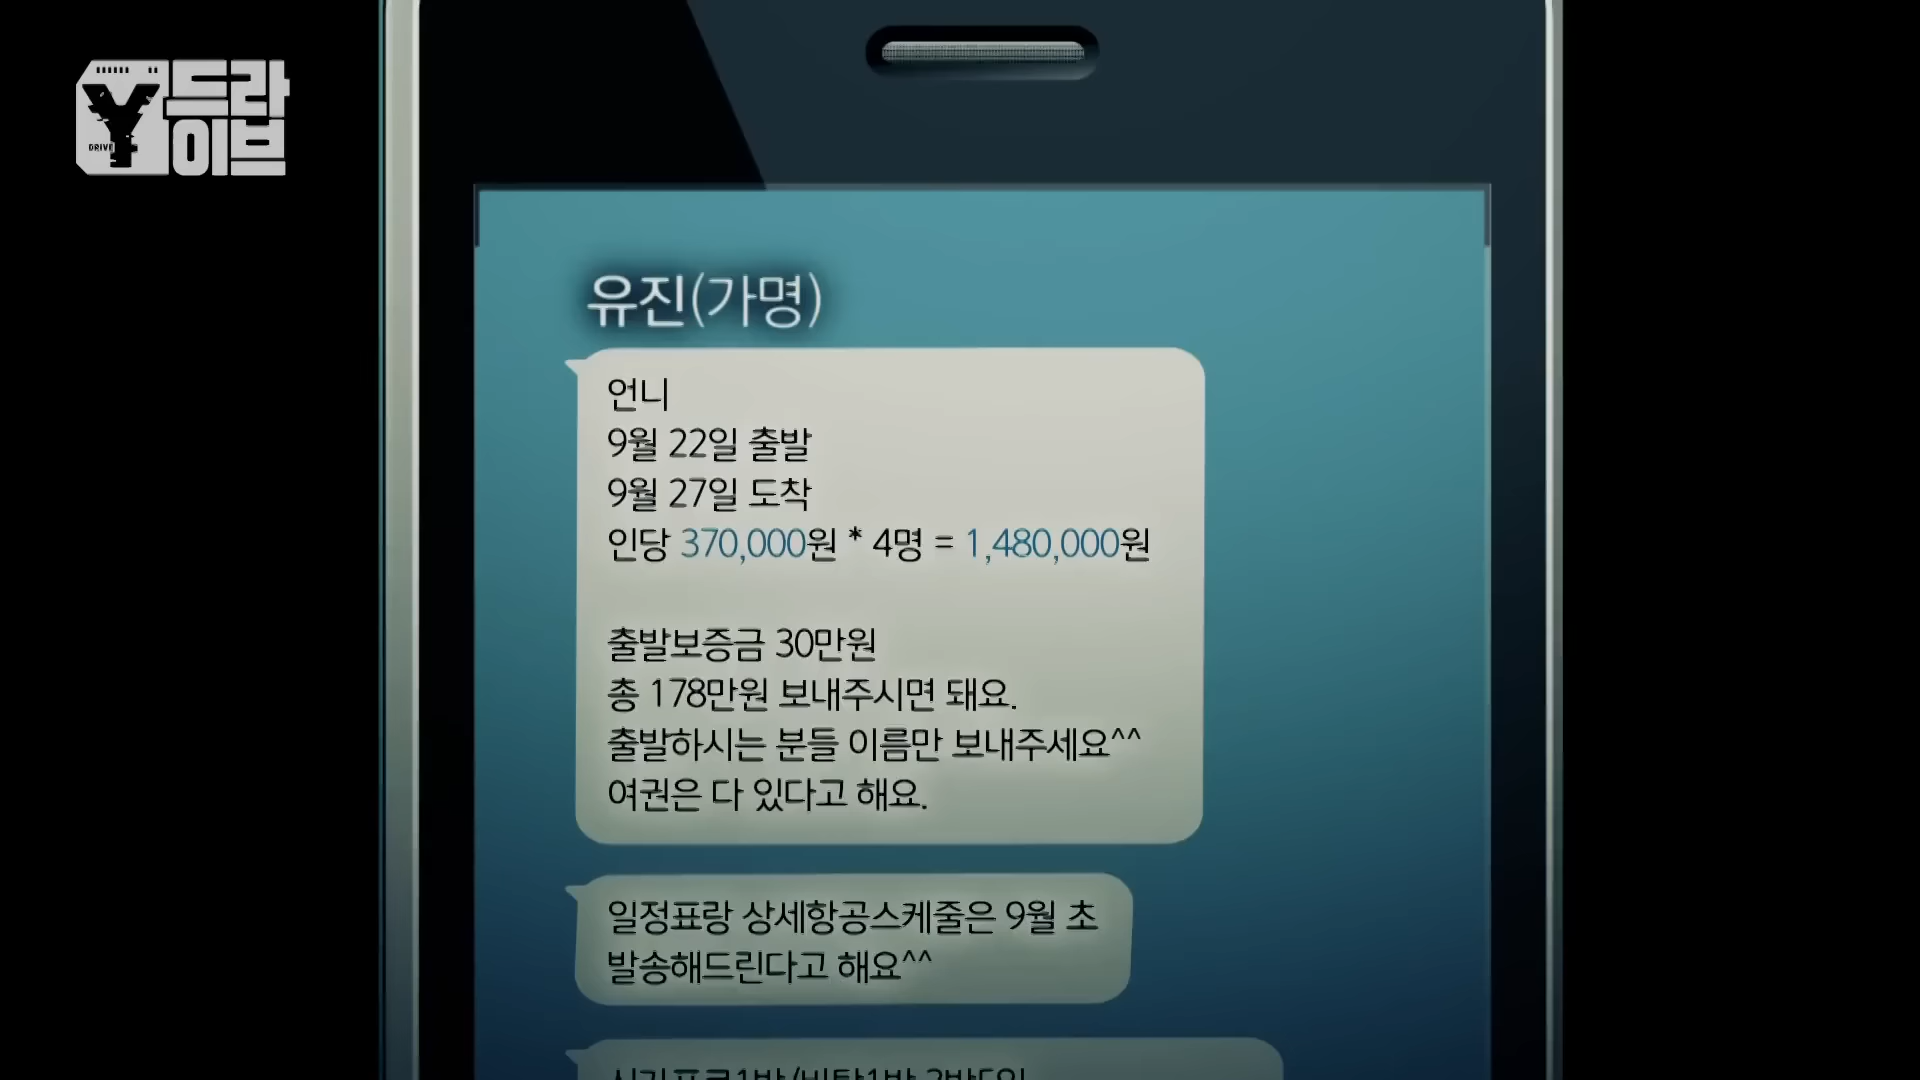 Y드라이브
DRIVE
유진(가명)
언니
9월 22일 출발
9월 27일 도착
인당 370,000원 * 4명 = 1,480,000원
출발보증금 30만원
총 178만원 보내주시면 돼요.
출발하시는 분들 이름만 보내주세요^^
여권은 다 있다고 해요.
일정표랑 상세항공스케줄은 9월 초
발송해드린다고 해요^^